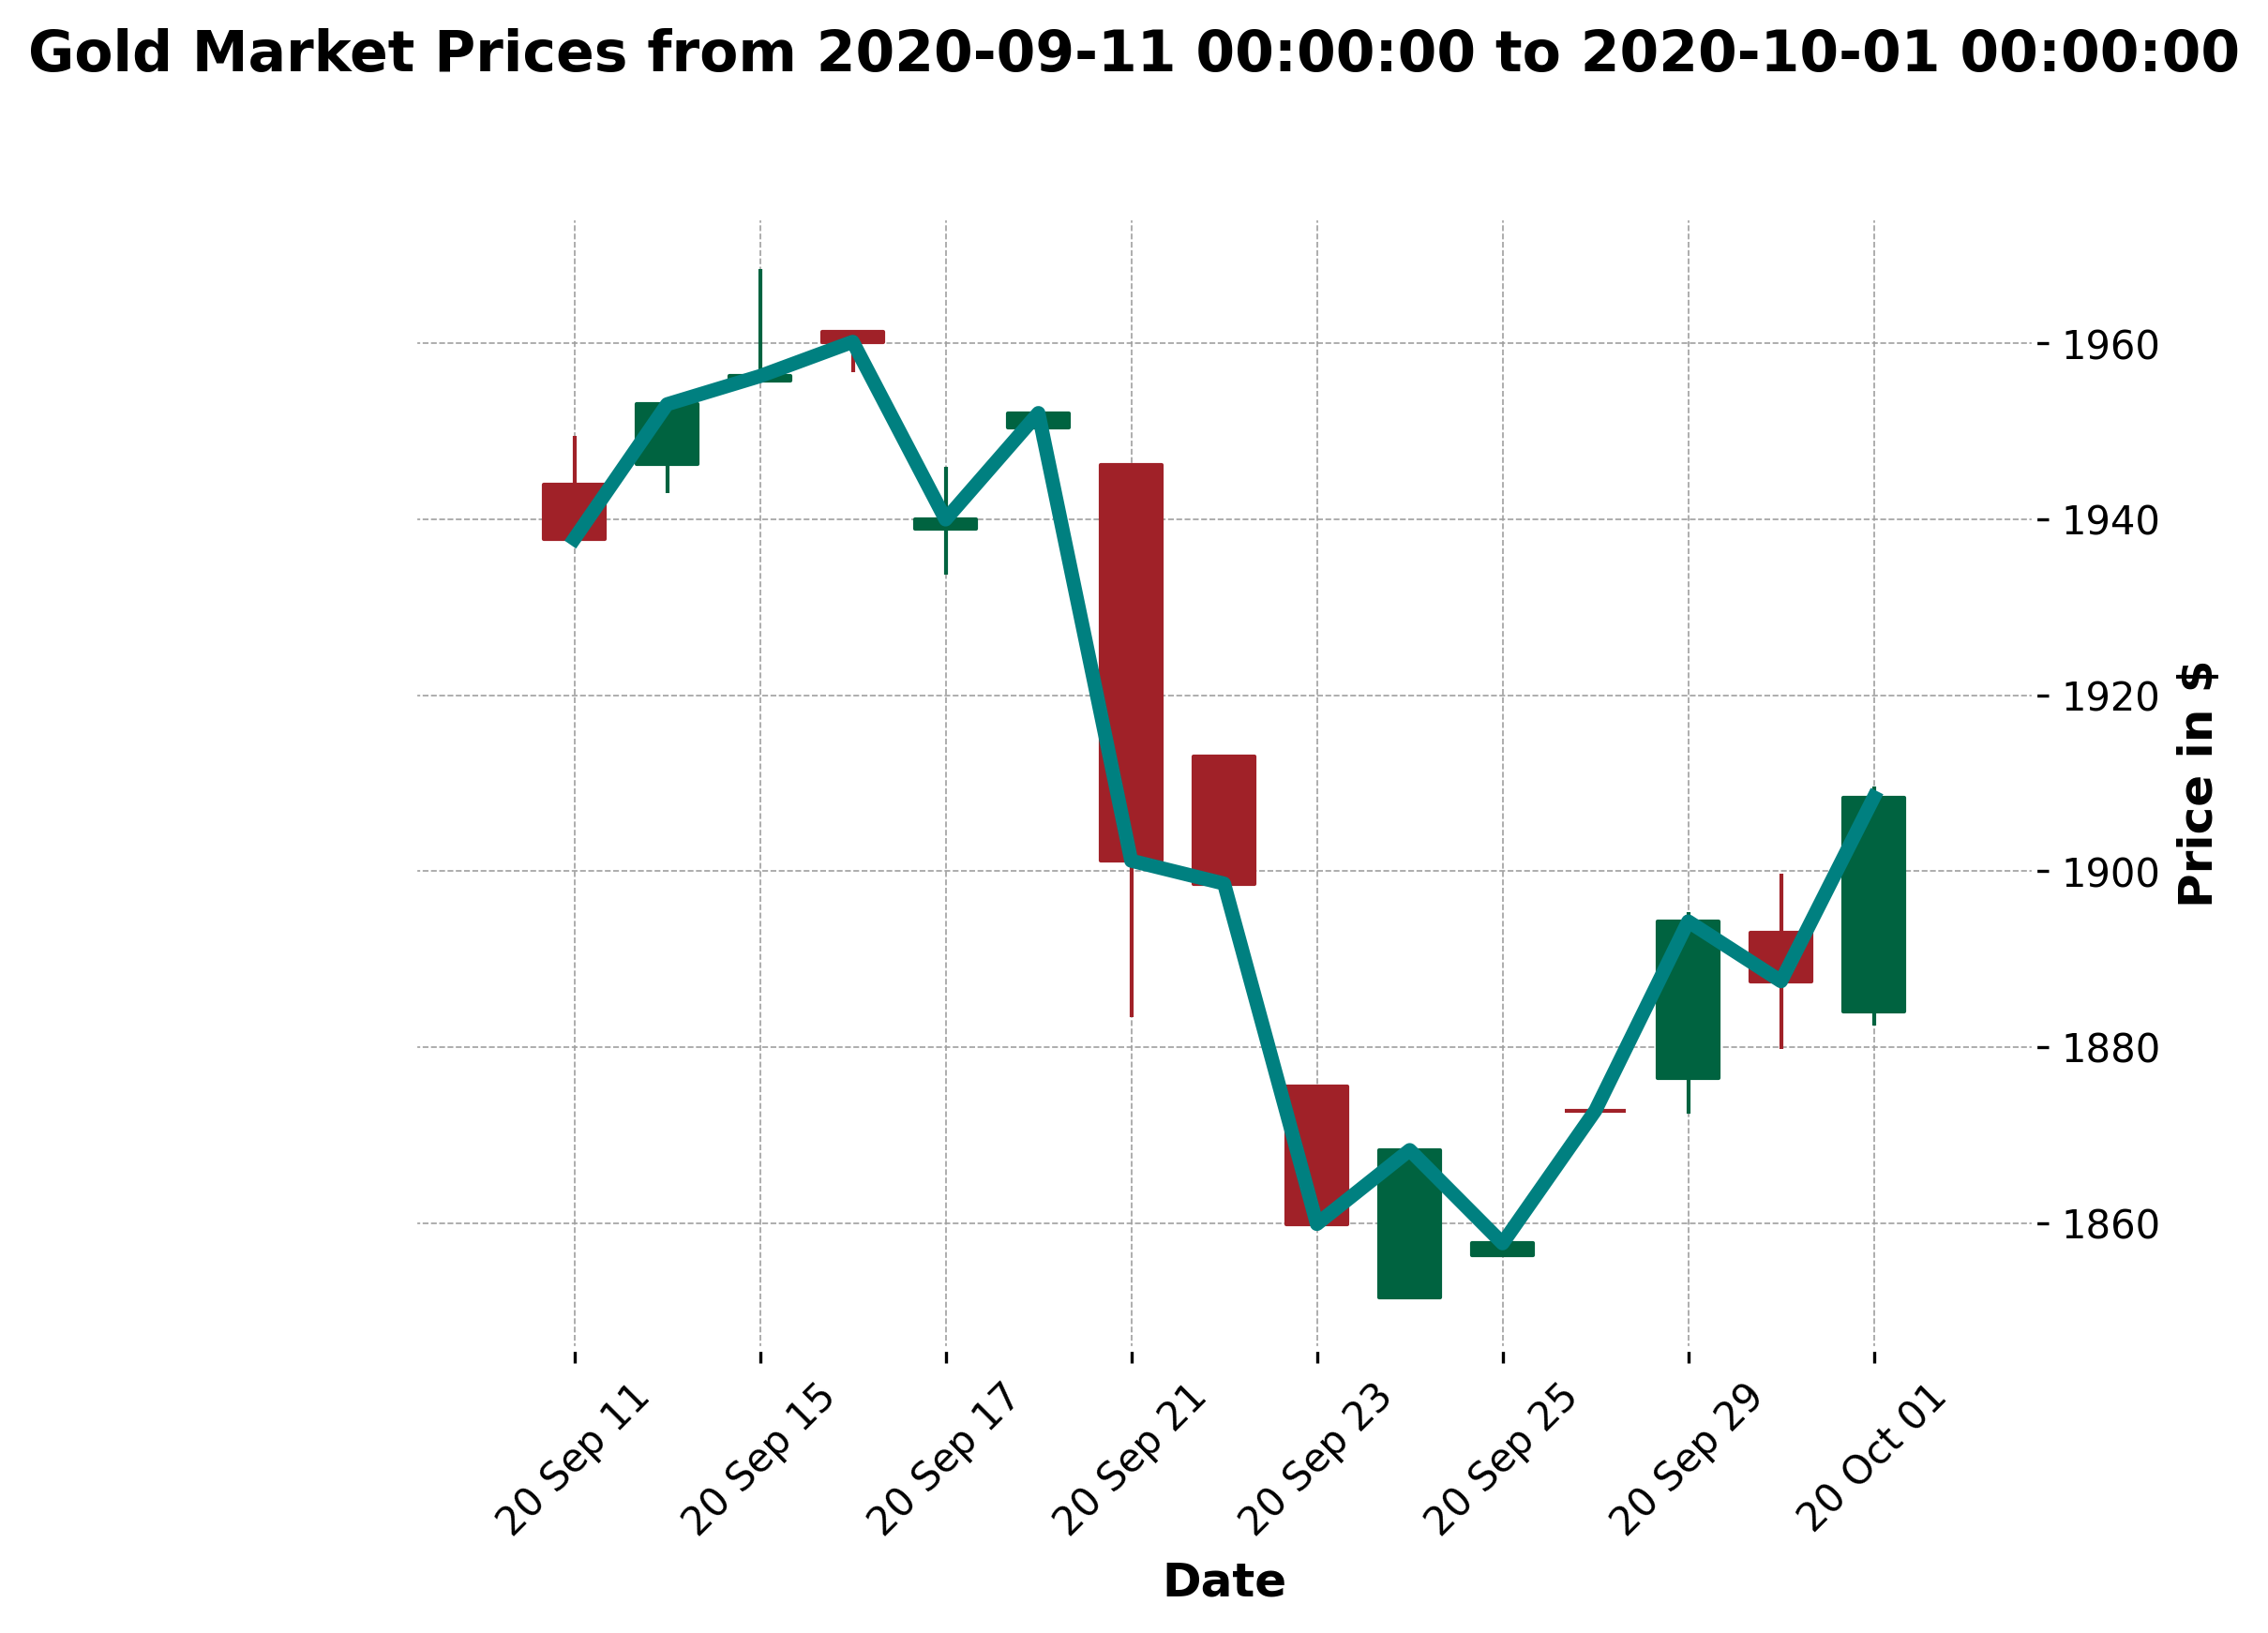 Gold Market Prices from 2020-09-11 00:00:00 to 2020-10-01 00:00:00
1960
1940
1920
1900
1880
1860
Price in $
20 Sep 11
20 Sep 15
20 Sep 17
20 Sep 21
20 Sep 23
20 Sep 25
20 Sep 29
20 Oct 01
Date